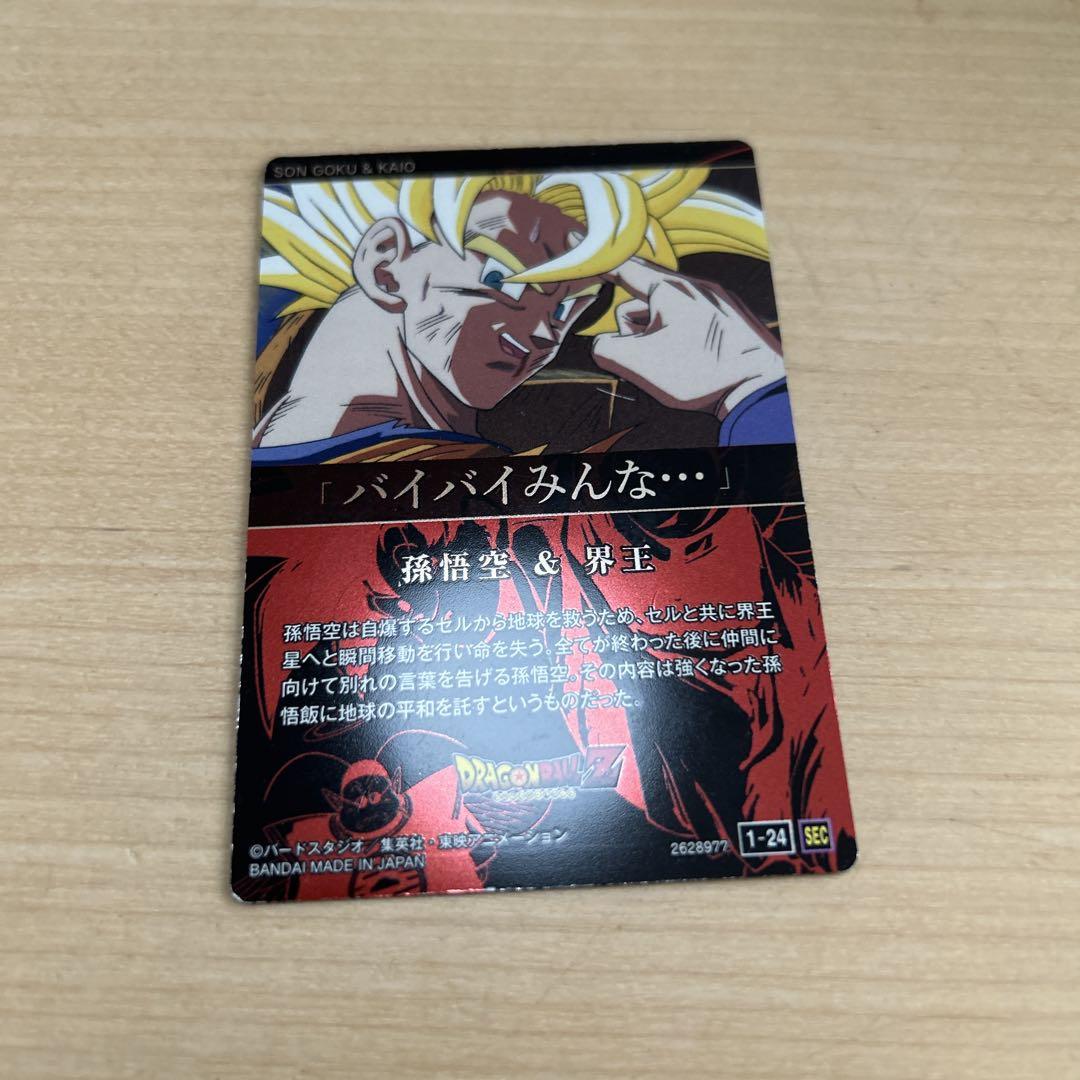 SON GOKU & KAIO
「バイバイみんな…」
孫悟空 & 界王
孫悟空は自爆するセルから地球を救うため、セルと共に界王
星へと瞬間移動を行い命を失う。全てが終わった後に仲間に
向けて別れの言葉を告げる孫悟空。その内容は強くなった孫
悟飯に地球の平和を託すというものだった。
DRAGONBALL Z
©バードスタジオ／集英社・東映アニメーション
BANDAI MADE IN JAPAN
2628977 1-24 SEC